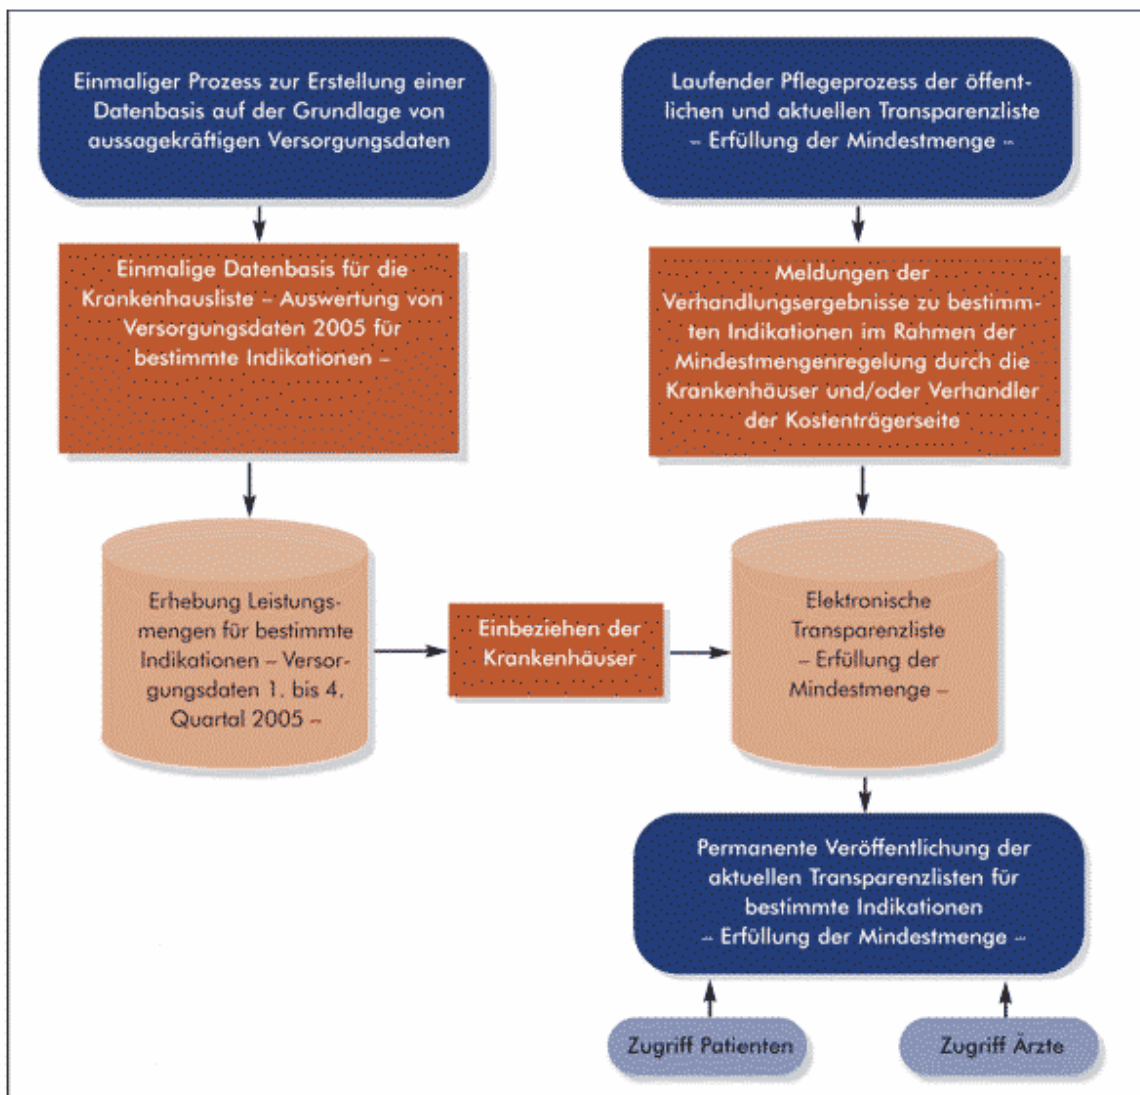 Einmaliger Prozess zur Erstellung einer
Datenbasis auf der Grundlage von
aussagekräftigen Versorgungsdaten
Laufender Pflegeprozess der öffent-
lichen und aktuellen Transparenzliste
– Erfüllung der Mindestmenge –
Einmalige Datenbasis für die
Krankenhausliste – Auswertung von
Versorgungsdaten 2005 für
bestimmte Indikationen –
Meldungen der
Verhandlungsergebnisse zu bestimm-
ten Indikationen im Rahmen der
Mindestmengenregelung durch die
Krankenhäuser und/oder Verhandler
der Kostenträgerseite
Erhebung Leistungs-
mengen für bestimmte
Indikationen – Versor-
gungsdaten 1. bis 4.
Quartal 2005 –
Einbeziehen der
Krankenhäuser
Elektronische
Transparenzliste
– Erfüllung der
Mindestmenge –
Permanente Veröffentlichung der
aktuellen Transparenzlisten für
bestimmte Indikationen
– Erfüllung der Mindestmenge –
Zugriff Patienten
Zugriff Ärzte